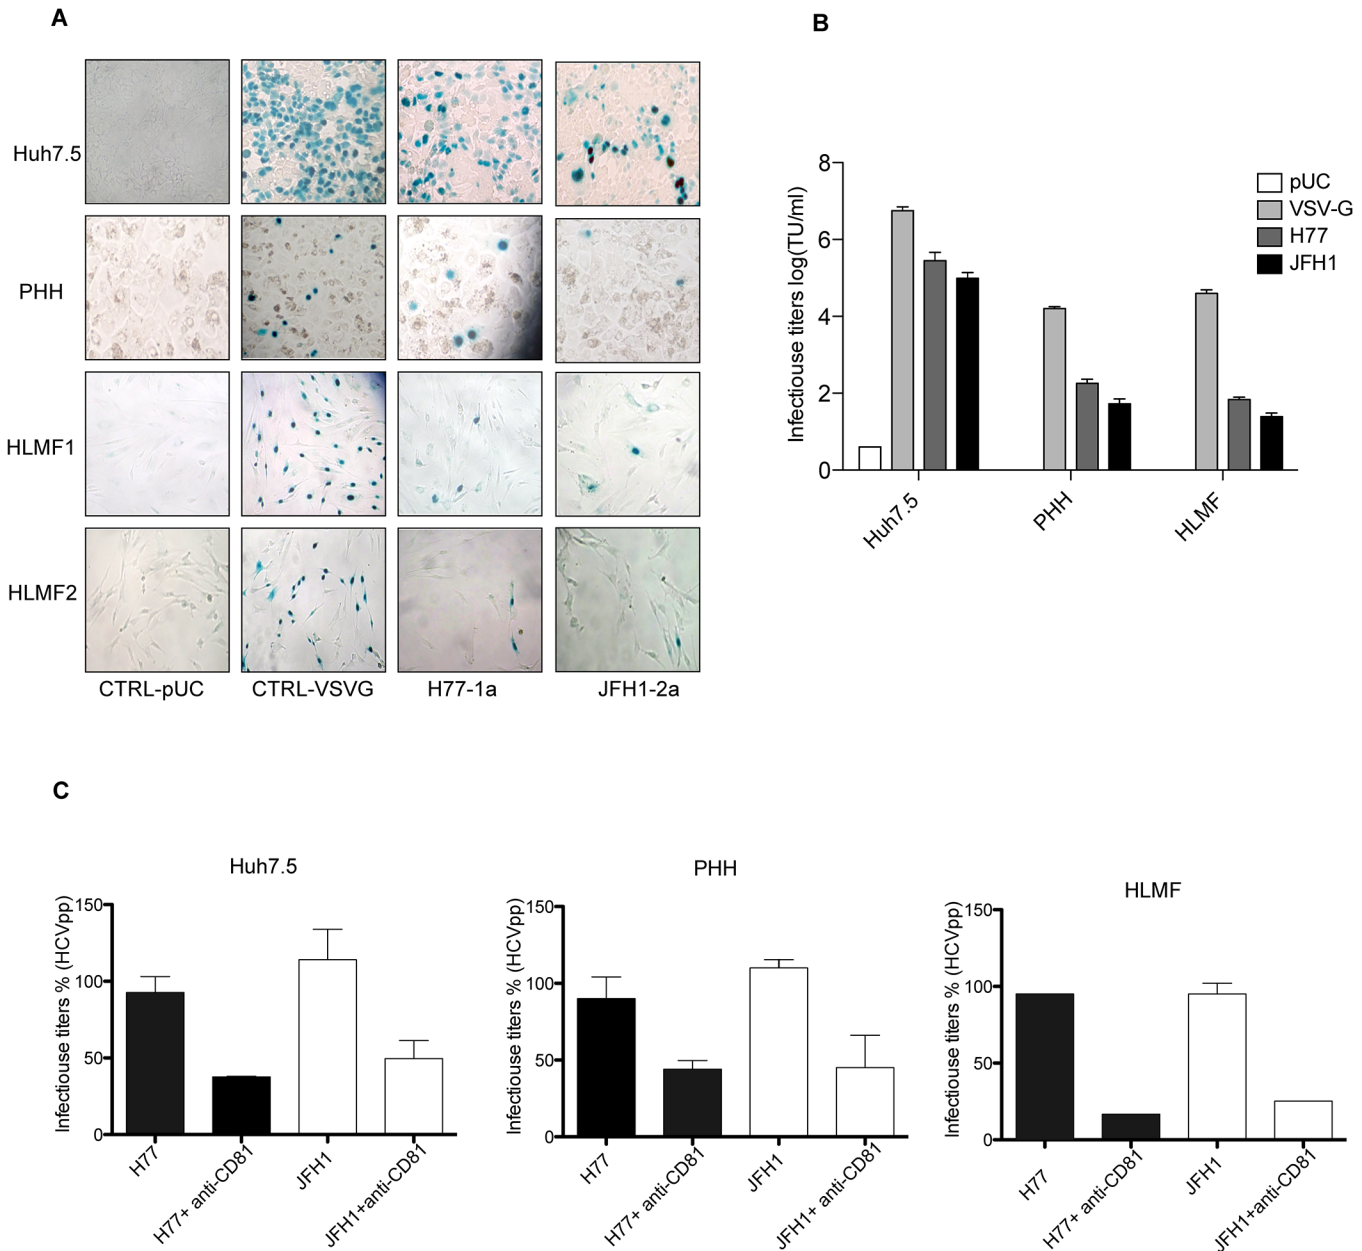 A
Huh7.5
PHH
HLMF1
HLMF2
CTRL-pUC CTRL-VSVG H77-1a JFH1-2a
B
Infectiouse titers log(TU/ml)
8
6
4
2
0
Huh7.5 PHH HLMF
pUC
VSV-G
H77
JFH1
C
Huh7.5
Infectiouse titers % (HCVpp)
150
100
50
0
H77 H77+ anti-CD81 JFH1 JFH1+anti-CD81
PHH
Infectiouse titers % (HCVpp)
150
100
50
0
H77 H77+ anti-CD81 JFH1 JFH1+ anti-CD81
HLMF
Infectiouse titers % (HCVpp)
150
100
50
0
H77 H77+ anti-CD81 JFH1 JFH1+anti-CD81